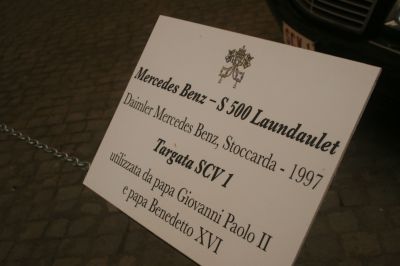 Mercedes Benz – S 500 Laundaulet
Daimler Mercedes Benz, Stoccarda - 1997
Targata SCV 1
utilizzata da papa Giovanni Paolo II
e papa Benedetto XVI